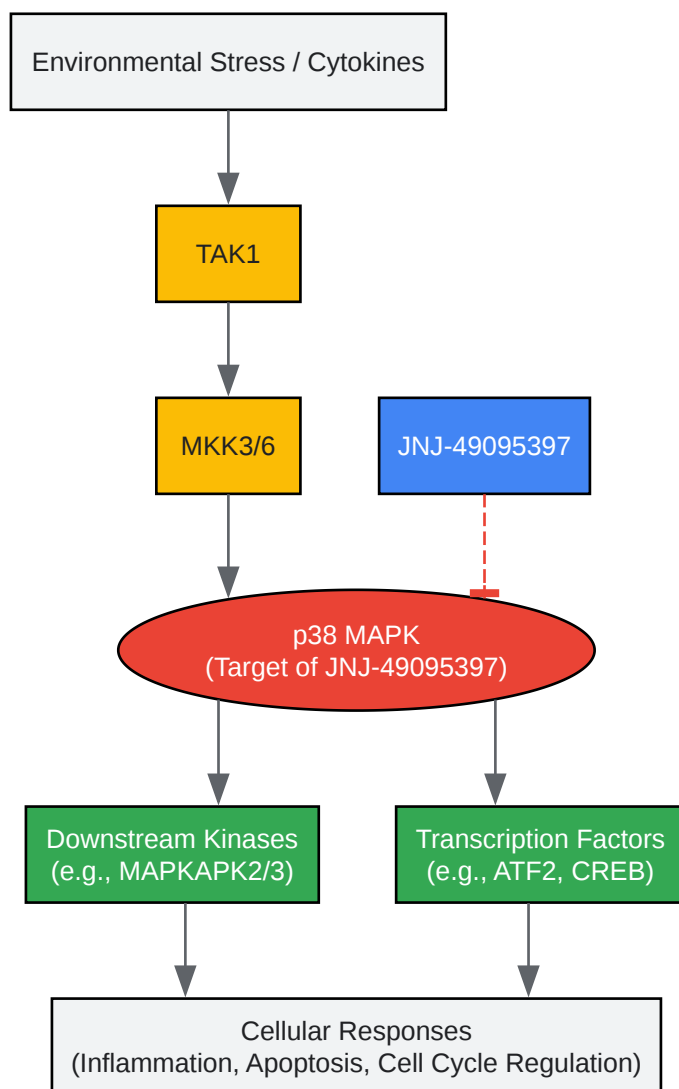 Environmental Stress / Cytokines
TAK1
MKK3/6
JNJ-49095397
p38 MAPK
(Target of JNJ-49095397)
Downstream Kinases
(e.g., MAPKAPK2/3)
Transcription Factors
(e.g., ATF2, CREB)
Cellular Responses
(Inflammation, Apoptosis, Cell Cycle Regulation)